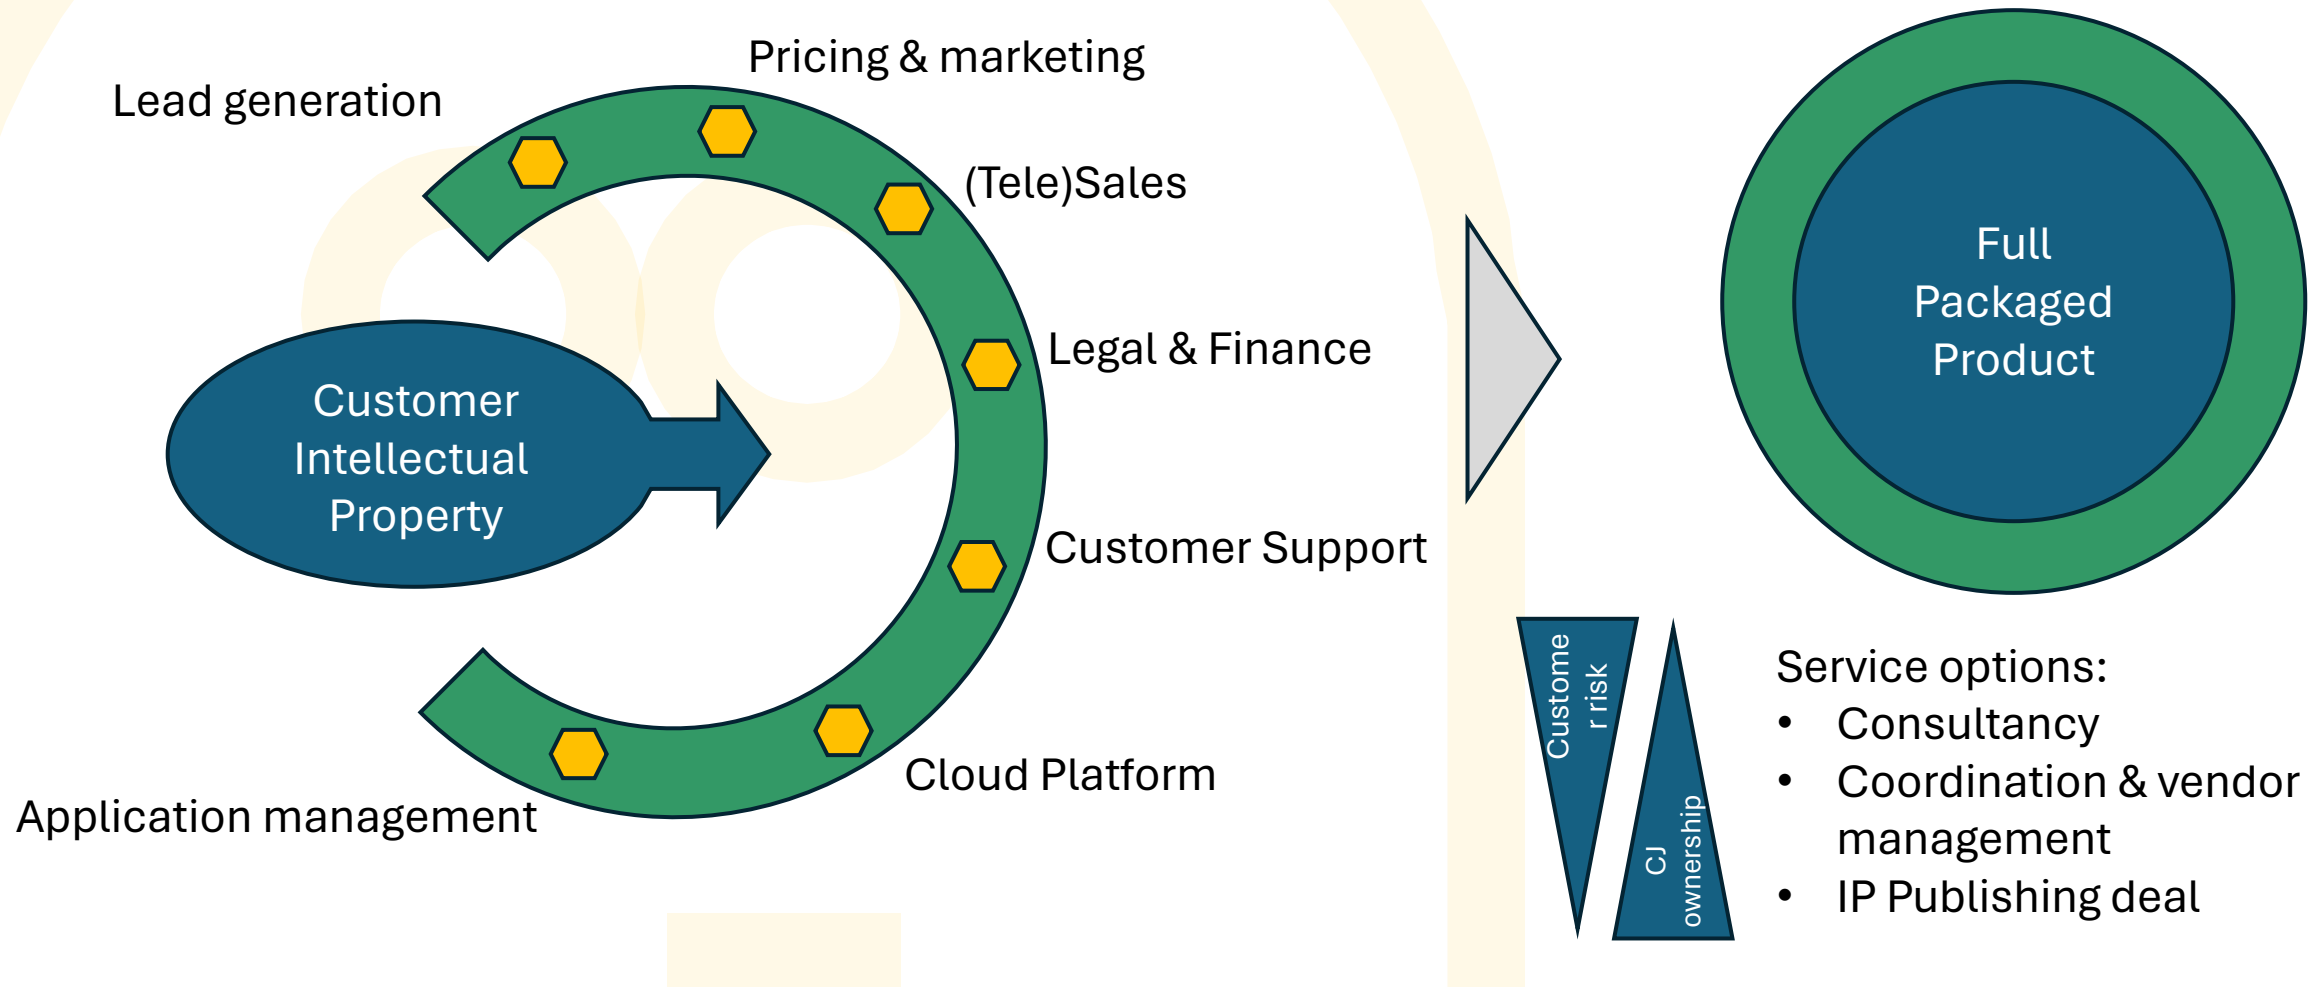 Pricing & marketing
Lead generation
(Tele)Sales
Legal & Finance
Customer
Intellectual
Property
Customer Support
Cloud Platform
Application management
Full
Packaged
Product
Custome
r risk
CJ
ownership
Service options:
• Consultancy
• Coordination & vendor
management
• IP Publishing deal